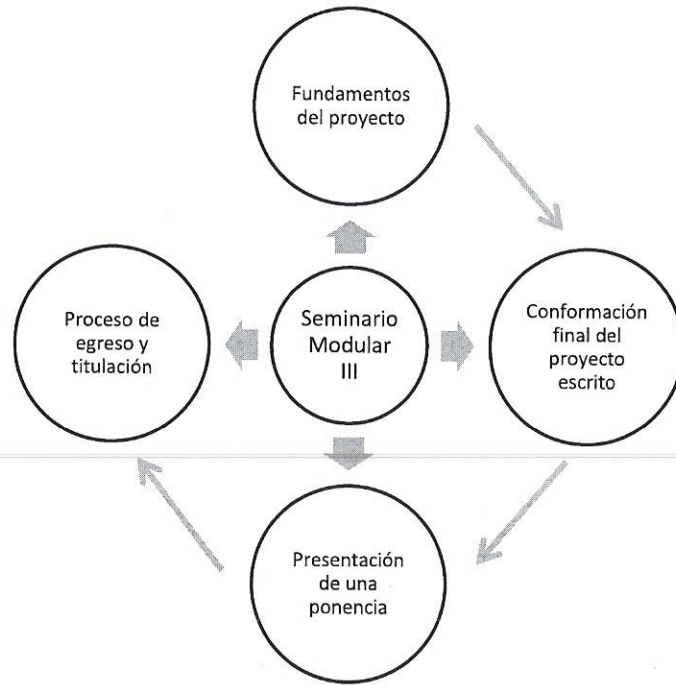 Fundamentos
del proyecto
Proceso de
egreso y
titulación
Seminario
Modular
III
Conformación
final del
proyecto
escrito
Presentación
de una
ponencia